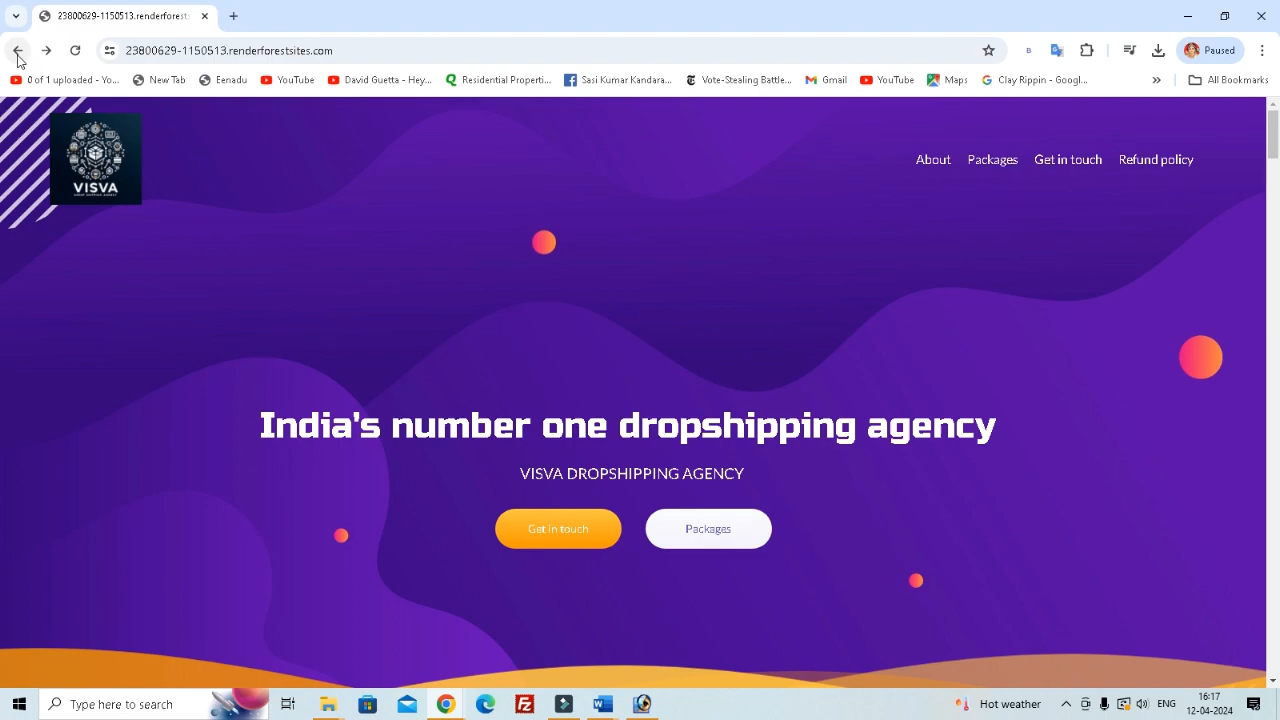 23800629-1150513.renderforests
23800629-1150513.renderforestsites.com
Paused
0 of 1 uploaded - Yo...
New Tab
Eenadu
YouTube
David Guetta - Hey...
Residential Properti...
Sasi Kumar Kandara...
Vote-Stealing Battle...
Gmail
YouTube
Maps
Clay Rippin - Googl...
All Bookmarks
VISVA
About
Packages
Get in touch
Refund policy
India's number one dropshipping agency
VISVA DROPSHIPPING AGENCY
Get in touch
Packages
Type here to search
Hot weather
ENG
16:17
12-04-2024